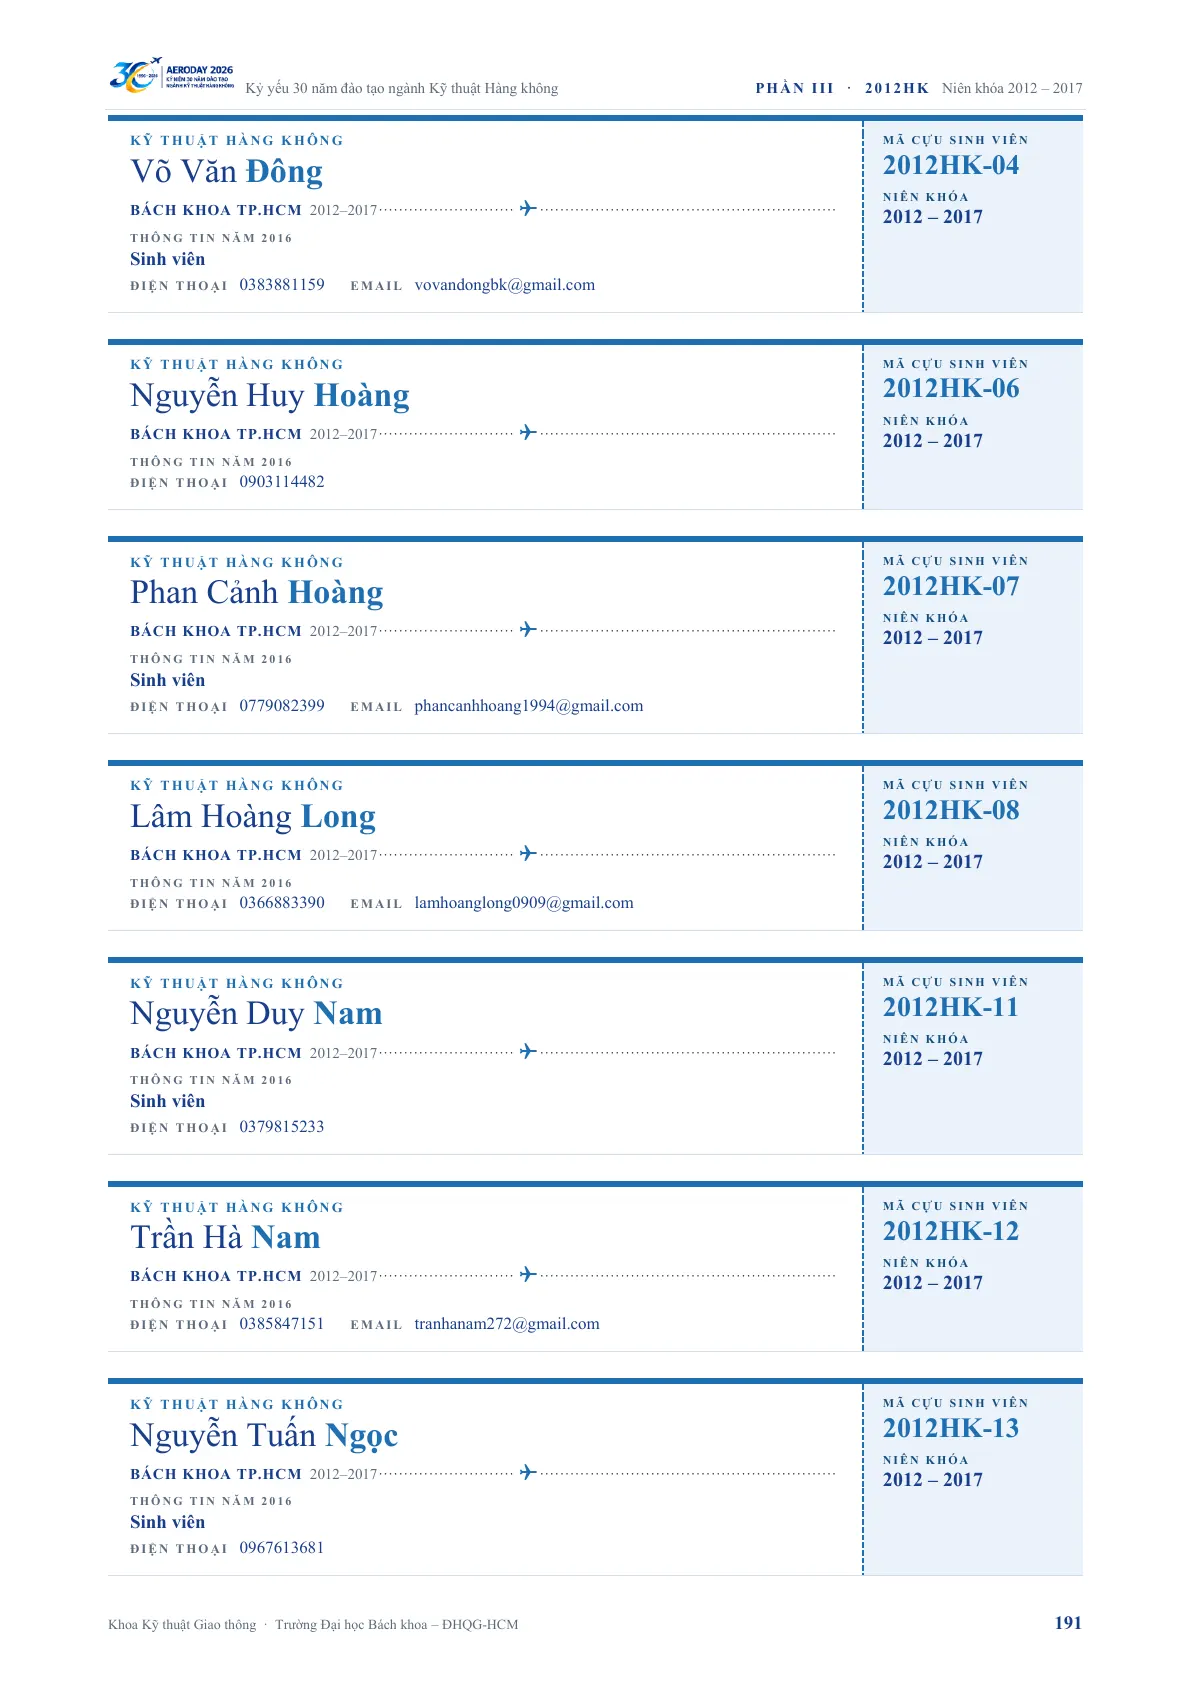 30 1996 - 2026 AERODAY 2026
KỶ NIỆM 30 NĂM ĐÀO TẠO
NGÀNH KỸ THUẬT HÀNG KHÔNG
Kỷ yếu 30 năm đào tạo ngành Kỹ thuật Hàng không
PHẦN III · 2012HK Niên khóa 2012 – 2017
KỸ THUẬT HÀNG KHÔNG
Võ Văn Đông
BÁCH KHOA TP.HCM 2012–2017
THÔNG TIN NĂM 2016
Sinh viên
ĐIỆN THOẠI 0383881159 EMAIL vovandongbk@gmail.com
MÃ CỰU SINH VIÊN
2012HK-04
NIÊN KHÓA
2012 – 2017
KỸ THUẬT HÀNG KHÔNG
Nguyễn Huy Hoàng
BÁCH KHOA TP.HCM 2012–2017
THÔNG TIN NĂM 2016
ĐIỆN THOẠI 0903114482
MÃ CỰU SINH VIÊN
2012HK-06
NIÊN KHÓA
2012 – 2017
KỸ THUẬT HÀNG KHÔNG
Phan Cảnh Hoàng
BÁCH KHOA TP.HCM 2012–2017
THÔNG TIN NĂM 2016
Sinh viên
ĐIỆN THOẠI 0779082399 EMAIL phancanhhoang1994@gmail.com
MÃ CỰU SINH VIÊN
2012HK-07
NIÊN KHÓA
2012 – 2017
KỸ THUẬT HÀNG KHÔNG
Lâm Hoàng Long
BÁCH KHOA TP.HCM 2012–2017
THÔNG TIN NĂM 2016
ĐIỆN THOẠI 0366883390 EMAIL lamhoanglong0909@gmail.com
MÃ CỰU SINH VIÊN
2012HK-08
NIÊN KHÓA
2012 – 2017
KỸ THUẬT HÀNG KHÔNG
Nguyễn Duy Nam
BÁCH KHOA TP.HCM 2012–2017
THÔNG TIN NĂM 2016
Sinh viên
ĐIỆN THOẠI 0379815233
MÃ CỰU SINH VIÊN
2012HK-11
NIÊN KHÓA
2012 – 2017
KỸ THUẬT HÀNG KHÔNG
Trần Hà Nam
BÁCH KHOA TP.HCM 2012–2017
THÔNG TIN NĂM 2016
ĐIỆN THOẠI 0385847151 EMAIL tranhanam272@gmail.com
MÃ CỰU SINH VIÊN
2012HK-12
NIÊN KHÓA
2012 – 2017
KỸ THUẬT HÀNG KHÔNG
Nguyễn Tuấn Ngọc
BÁCH KHOA TP.HCM 2012–2017
THÔNG TIN NĂM 2016
Sinh viên
ĐIỆN THOẠI 0967613681
MÃ CỰU SINH VIÊN
2012HK-13
NIÊN KHÓA
2012 – 2017
Khoa Kỹ thuật Giao thông · Trường Đại học Bách khoa – ĐHQG-HCM
191